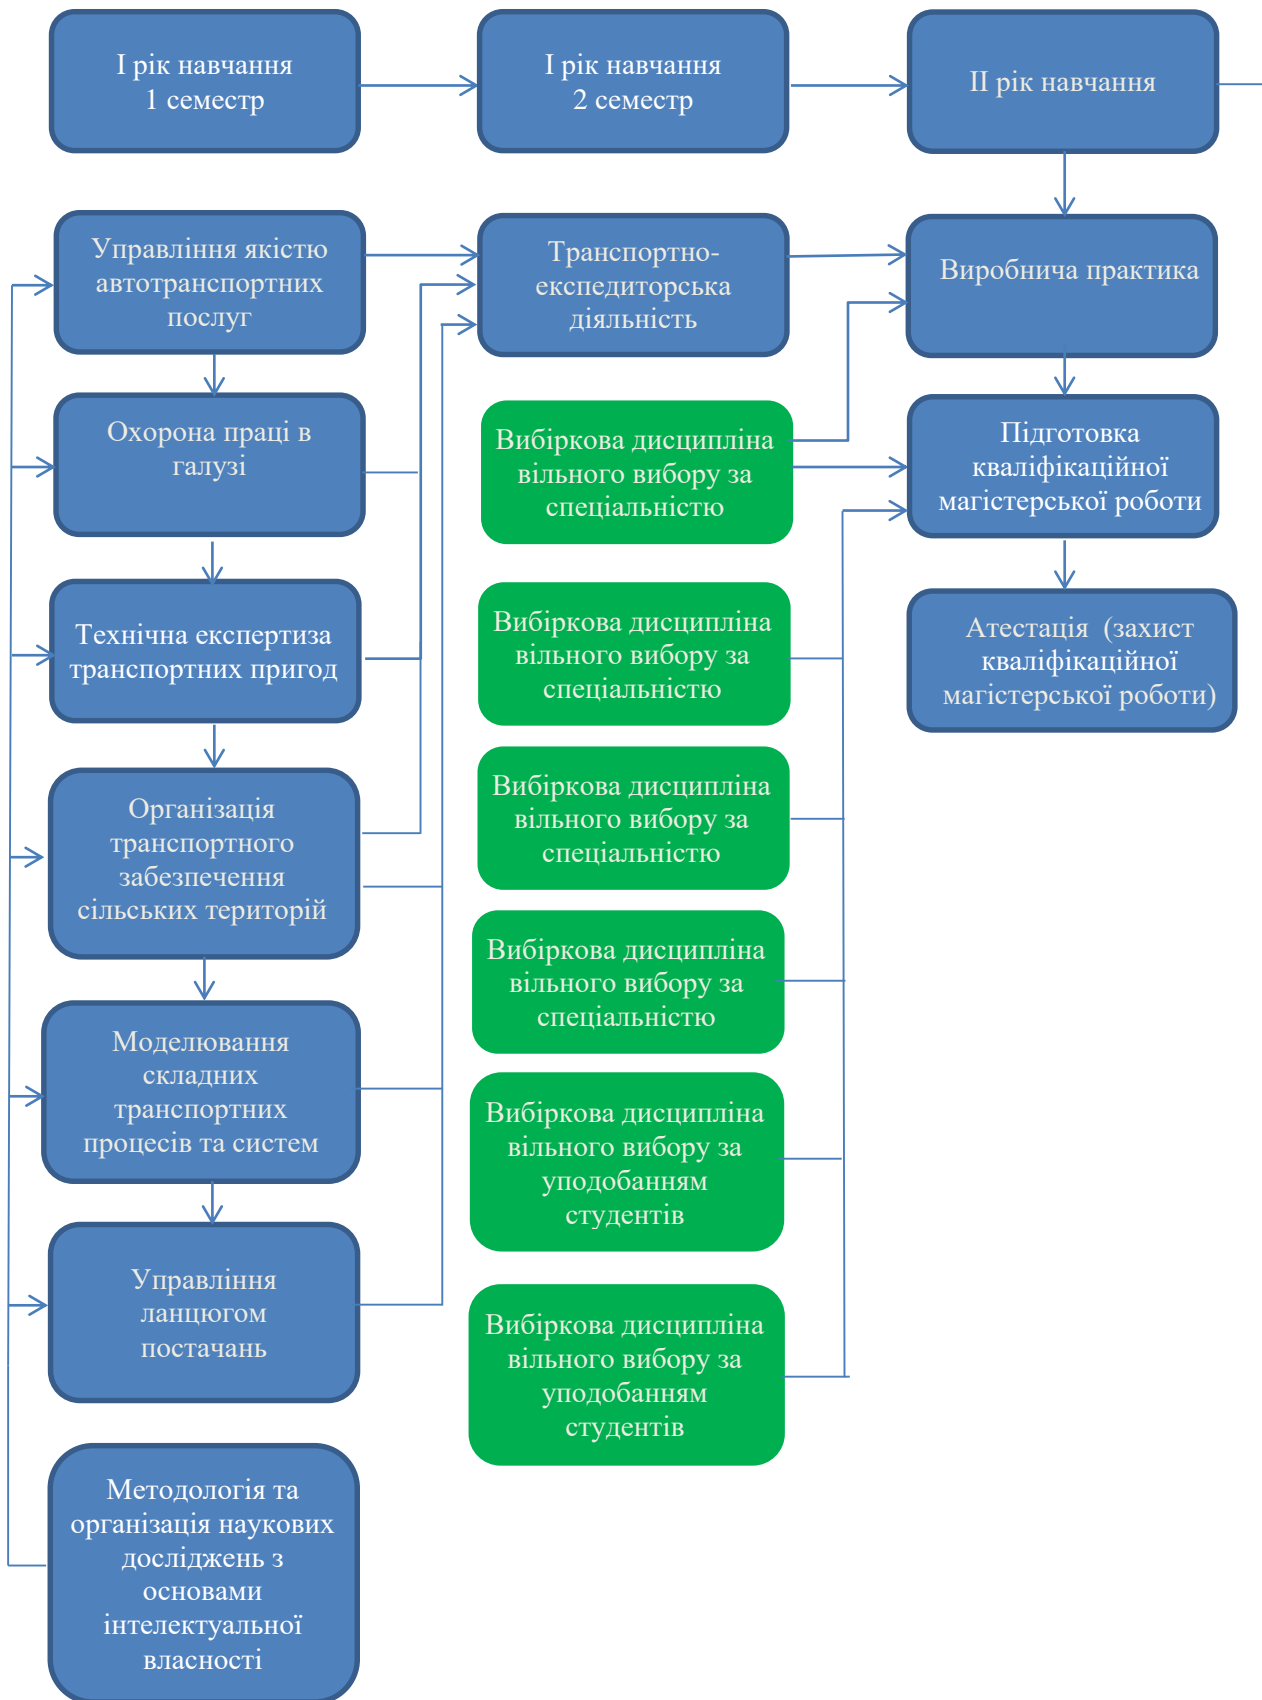 І рік навчання
1 семестр
І рік навчання
2 семестр
ІІ рік навчання
Управління якістю
автотранспортних
послуг
Охорона праці в
галузі
Технічна експертиза
транспортних пригод
Організація
транспортного
забезпечення
сільських територій
Моделювання
складних
транспортних
процесів та систем
Управління
ланцюгом
постачань
Методологія та
організація наукових
досліджень з
основами
інтелектуальної
власності
Транспортно-
експедиторська
діяльність
Вибіркова дисципліна
вільного вибору за
спеціальністю
Вибіркова дисципліна
вільного вибору за
спеціальністю
Вибіркова дисципліна
вільного вибору за
спеціальністю
Вибіркова дисципліна
вільного вибору за
спеціальністю
Вибіркова дисципліна
вільного вибору за
уподобанням
студентів
Вибіркова дисципліна
вільного вибору за
уподобанням
студентів
Виробнича практика
Підготовка
кваліфікаційної
магістерської роботи
Атестація (захист
кваліфікаційної
магістерської роботи)